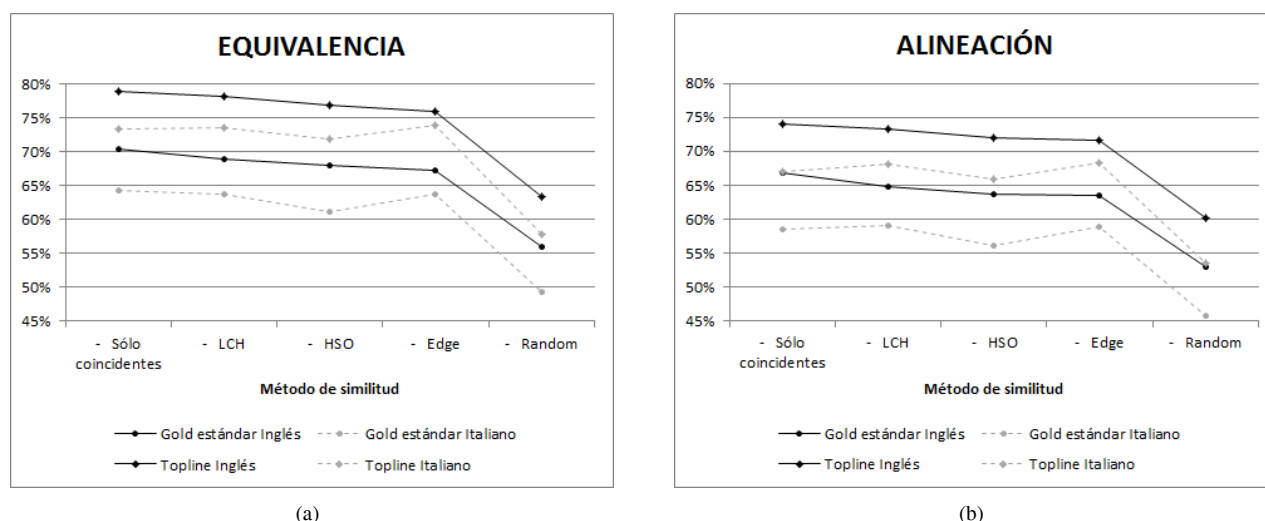 EQUIVALENCIA
80%
75%
70%
65%
60%
55%
50%
45%
- Sólo coincidentes
- LCH
- HSO
- Edge
- Random
Método de similitud
Gold estándar Inglés
Gold estándar Italiano
Topline Inglés
Topline Italiano
(a)
ALINEACIÓN
80%
75%
70%
65%
60%
55%
50%
45%
- Sólo coincidentes
- LCH
- HSO
- Edge
- Random
Método de similitud
Gold estándar Inglés
Gold estándar Italiano
Topline Inglés
Topline Italiano
(b)